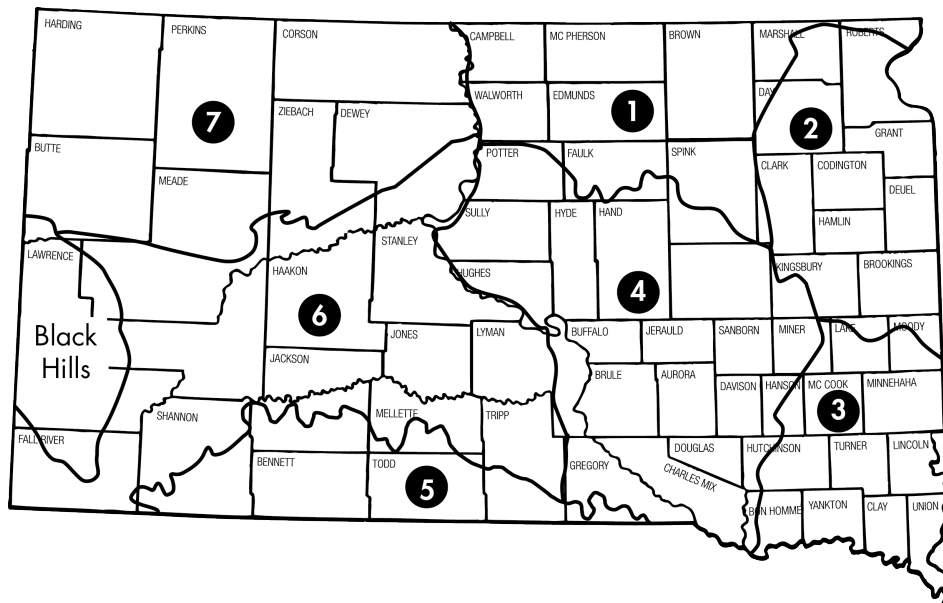 HARDING
PERKINS
CORSON
CAMPBELL
MC PHERSON
BROWN
MARSHALL
ROBERTS
ZIEBACH
DEWEY
WALWORTH
EDMUNDS
DAY
7
1
2
GRANT
BUTTE
POTTER
FAULK
SPINK
CLARK
CODINGTON
MEADE
DEUEL
SULLY
HYDE
HAND
HAMLIN
STANLEY
LAWRENCE
HAAKON
HUGHES
KINGSBURY
BROOKINGS
4
6
Black
Hills
JONES
LYMAN
BUFFALO
JERAULD
SANBORN
MINER
LAKE
MOODY
JACKSON
BRULE
AURORA
DAVISON
HANSON
MC COOK
MINNEHAHA
3
SHANNON
MELLETTE
TRIPP
FALL RIVER
DOUGLAS
HUTCHINSON
TURNER
LINCOLN
BENNETT
TODD
GREGORY
CHARLES MIX
5
BON HOMME
YANKTON
CLAY
UNION